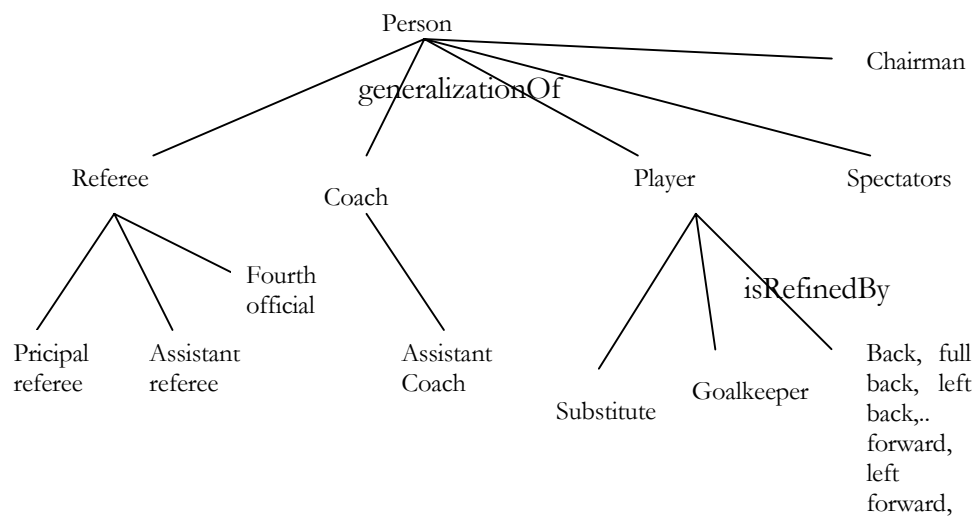 Person
Chairman
generalizationOf
Referee
Coach
Player
Spectators
Fourth
official
isRefinedBy
Pricipal
referee
Assistant
referee
Assistant
Coach
Substitute
Goalkeeper
Back, full
back, left
back,..
forward,
left
forward,